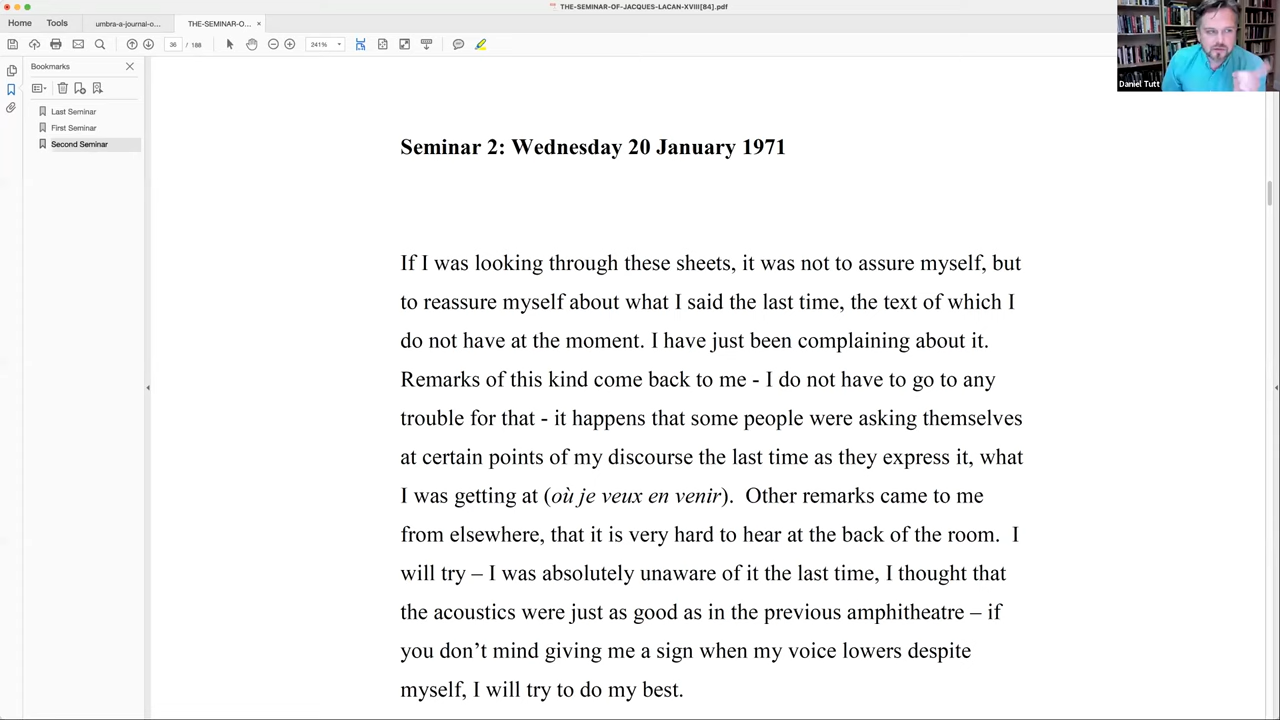 THE-SEMINAR-OF-JACQUES-LACAN-XVIII[84].pdf
Home Tools umbra-a-journal-o... THE-SEMINAR-O... ×
36 / 188 241%
Bookmarks
Last Seminar
First Seminar
Second Seminar
Daniel Tutt
Seminar 2: Wednesday 20 January 1971
If I was looking through these sheets, it was not to assure myself, but
to reassure myself about what I said the last time, the text of which I
do not have at the moment. I have just been complaining about it.
Remarks of this kind come back to me - I do not have to go to any
trouble for that - it happens that some people were asking themselves
at certain points of my discourse the last time as they express it, what
I was getting at (où je veux en venir).  Other remarks came to me
from elsewhere, that it is very hard to hear at the back of the room.  I
will try – I was absolutely unaware of it the last time, I thought that
the acoustics were just as good as in the previous amphitheatre – if
you don’t mind giving me a sign when my voice lowers despite
myself, I will try to do my best.